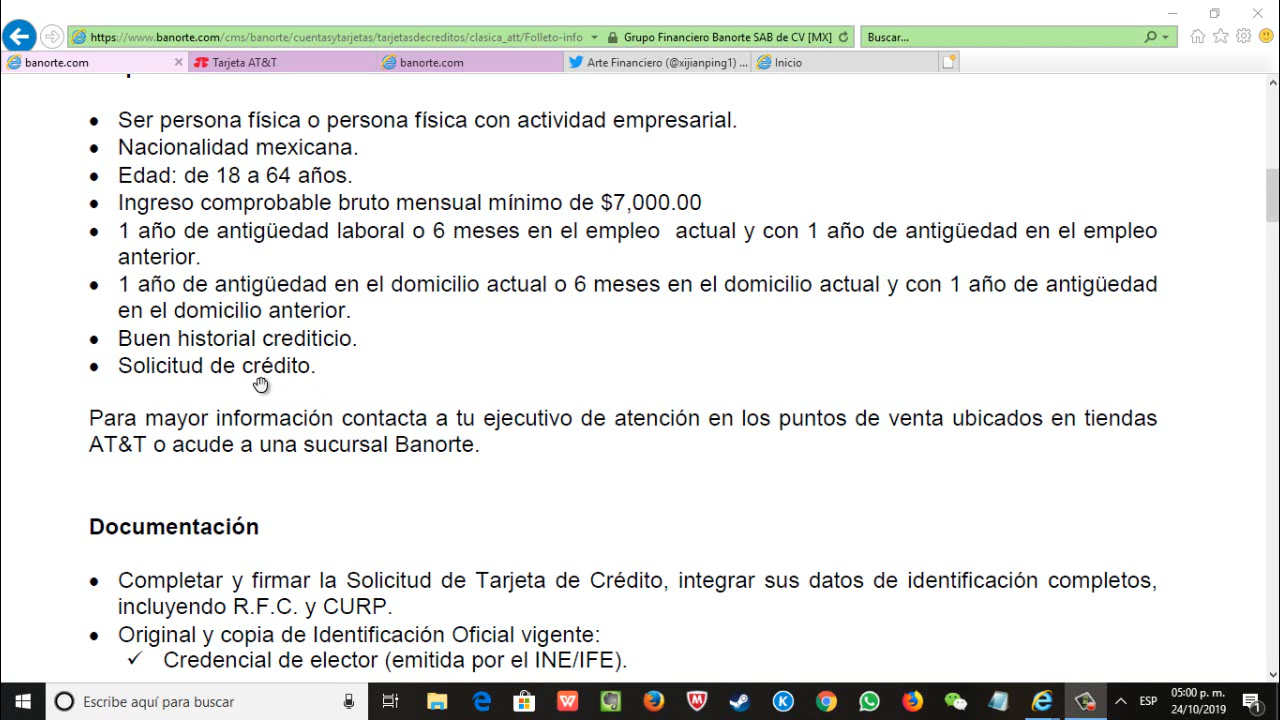 https://www.banorte.com/cms/banorte/cuentasytarjetas/tarjetasdecreditos/clasica_att/Folleto-info
Grupo Financiero Banorte SAB de CV [MX]
Buscar...
banorte.com
Tarjeta AT&T
banorte.com
Arte Financiero (@xijianping1) ...
Inicio
• Ser persona física o persona física con actividad empresarial.
• Nacionalidad mexicana.
• Edad: de 18 a 64 años.
• Ingreso comprobable bruto mensual mínimo de $7,000.00
• 1 año de antigüedad laboral o 6 meses en el empleo actual y con 1 año de antigüedad en el empleo
anterior.
• 1 año de antigüedad en el domicilio actual o 6 meses en el domicilio actual y con 1 año de antigüedad
en el domicilio anterior.
• Buen historial crediticio.
• Solicitud de crédito.
Para mayor información contacta a tu ejecutivo de atención en los puntos de venta ubicados en tiendas
AT&T o acude a una sucursal Banorte.
Documentación
• Completar y firmar la Solicitud de Tarjeta de Crédito, integrar sus datos de identificación completos,
incluyendo R.F.C. y CURP.
• Original y copia de Identificación Oficial vigente:
✓ Credencial de elector (emitida por el INE/IFE).
Escribe aquí para buscar
ESP
05:00 p. m.
24/10/2019